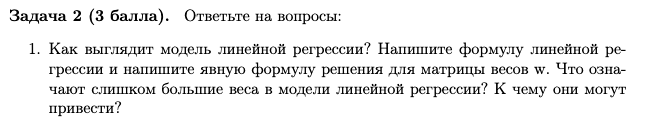 Задача 2 (3 балла). Ответьте на вопросы:
1. Как выглядит модель линейной регрессии? Напишите формулу линейной ре-
грессии и напишите явную формулу решения для матрицы весов w. Что озна-
чают слишком большие веса в модели линейной регрессии? К чему они могут
привести?